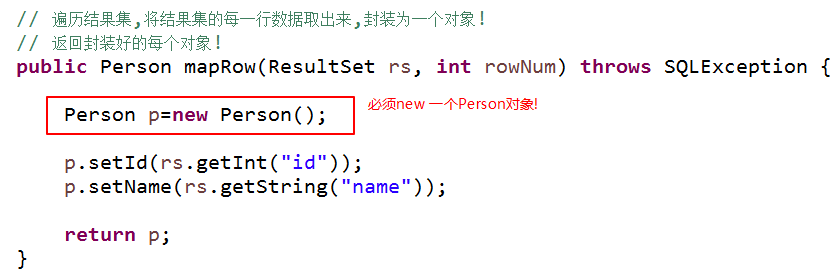 // 遍历结果集,将结果集的每一行数据取出来,封装为一个对象!
// 返回封装好的每个对象!
public Person mapRow(ResultSet rs, int rowNum) throws SQLException {
Person p=new Person();
必须new 一个Person对象!
p.setId(rs.getInt("id"));
p.setName(rs.getString("name"));
return p;
}